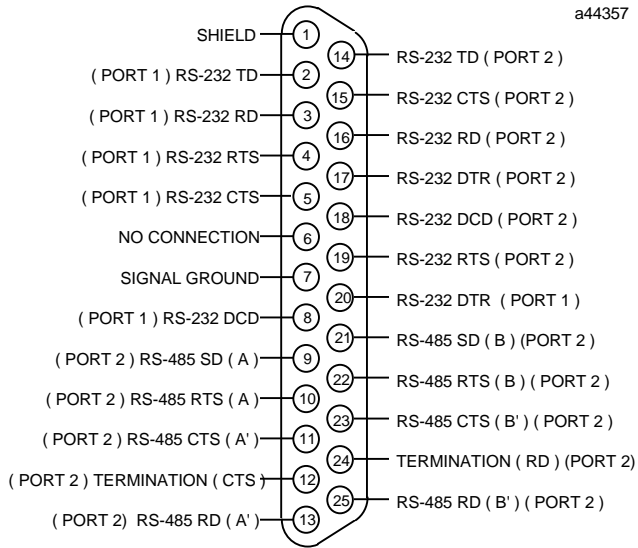 a44357
SHIELD 1
( PORT 1 ) RS-232 TD 2
( PORT 1 ) RS-232 RD 3
( PORT 1 ) RS-232 RTS 4
( PORT 1 ) RS-232 CTS 5
NO CONNECTION 6
SIGNAL GROUND 7
( PORT 1 ) RS-232 DCD 8
( PORT 2 ) RS-485 SD ( A ) 9
( PORT 2 ) RS-485 RTS ( A ) 10
( PORT 2 ) RS-485 CTS ( A' ) 11
( PORT 2 ) TERMINATION ( CTS ) 12
( PORT 2) RS-485 RD ( A' ) 13
14 RS-232 TD ( PORT 2 )
15 RS-232 CTS ( PORT 2 )
16 RS-232 RD ( PORT 2 )
17 RS-232 DTR ( PORT 2 )
18 RS-232 DCD ( PORT 2 )
19 RS-232 RTS ( PORT 2 )
20 RS-232 DTR ( PORT 1 )
21 RS-485 SD ( B ) (PORT 2 )
22 RS-485 RTS ( B ) ( PORT 2 )
23 RS-485 CTS ( B' ) ( PORT 2 )
24 TERMINATION ( RD ) (PORT 2)
25 RS-485 RD ( B' ) ( PORT 2 )